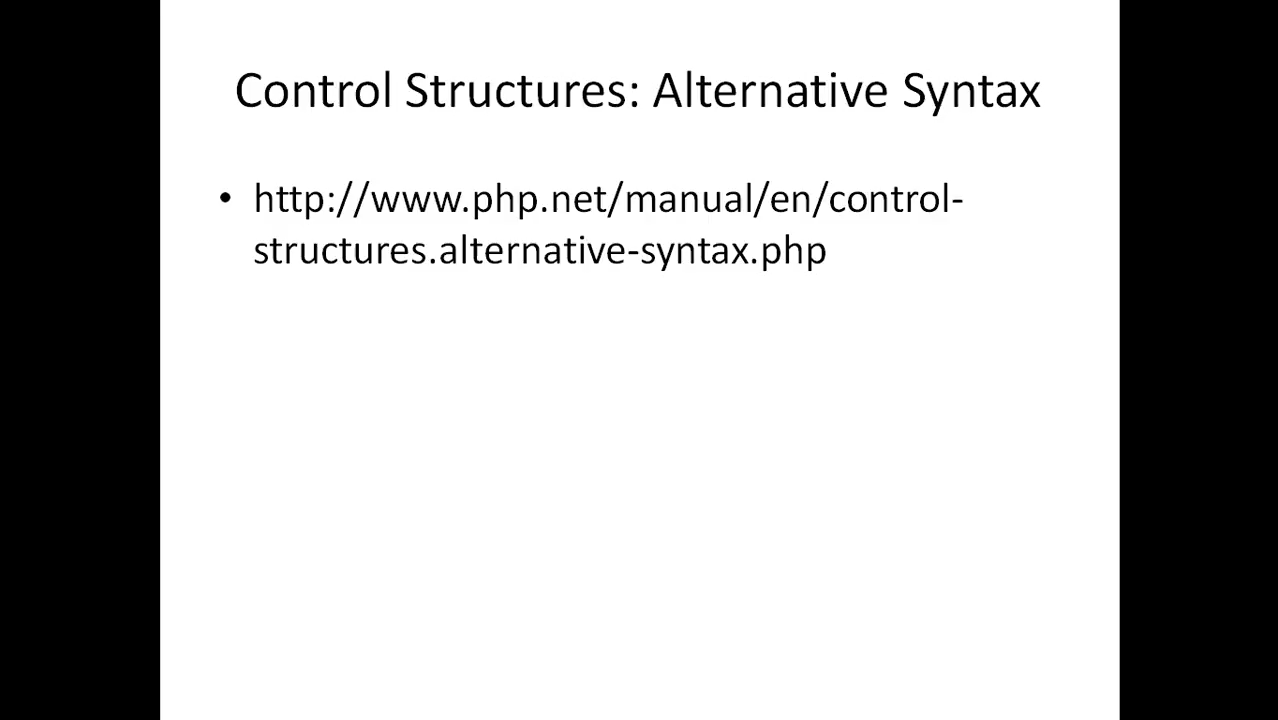 Control Structures: Alternative Syntax
• http://www.php.net/manual/en/control-
structures.alternative-syntax.php